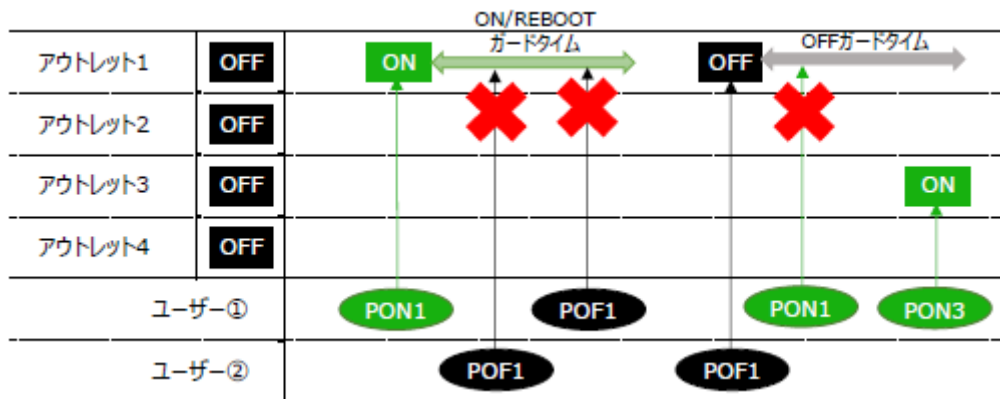 ON/REBOOT
ガードタイム
アウトレット1 OFF ON OFF OFFガードタイム
アウトレット2 OFF
アウトレット3 OFF ON
アウトレット4 OFF
ユーザー① PON1 POF1 PON1 PON3
ユーザー② POF1 POF1